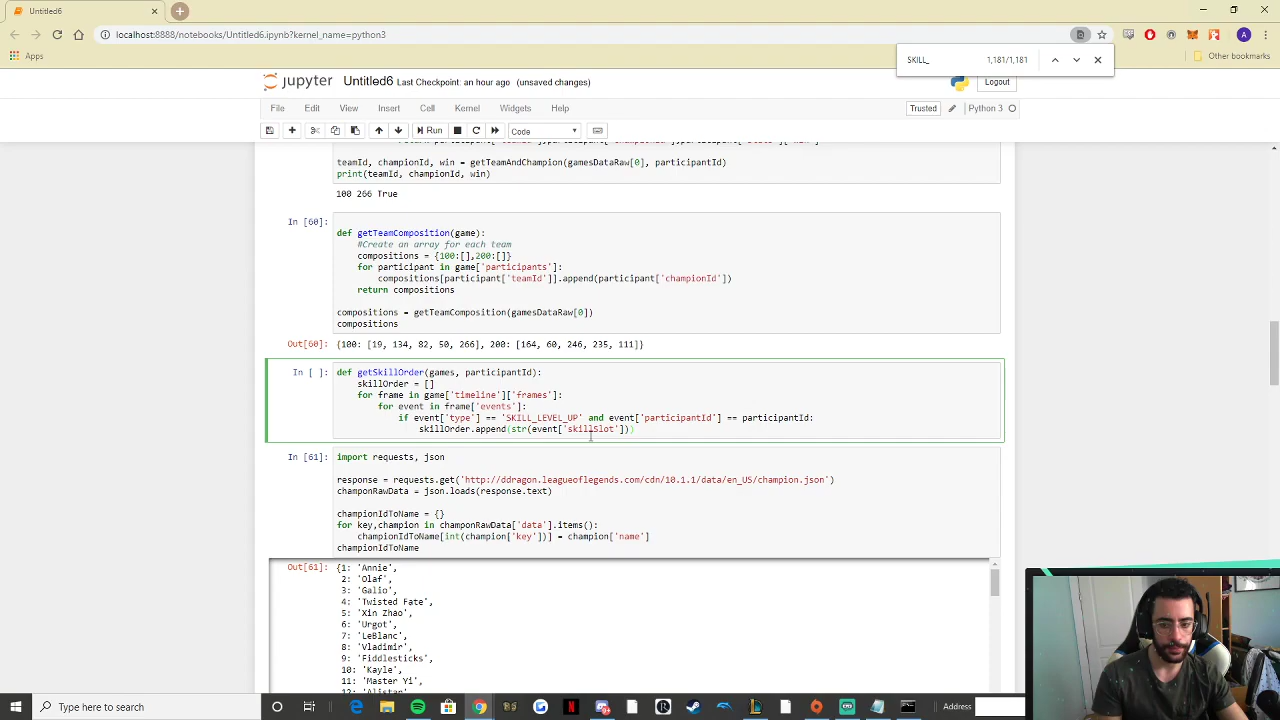 Untitled6
localhost:8888/notebooks/Untitled6.ipynb?kernel_name=python3
Apps
Other bookmarks
SKILL_ 1,181/1,181
jupyter Untitled6 Last Checkpoint: an hour ago (unsaved changes)
Logout
File Edit View Insert Cell Kernel Widgets Help
Trusted Python 3
Run Code
teamId, championId, win = getTeamAndChampion(gamesDataRaw[0], participantId)
print(teamId, championId, win)
100 266 True
In [60]:
def getTeamComposition(game):
#Create an array for each team
compositions = {100:[],200:[]}
for participant in game['participants']:
compositions[participant['teamId']].append(participant['championId'])
return compositions
compositions = getTeamComposition(gamesDataRaw[0])
compositions
Out[60]: {100: [19, 134, 82, 50, 266], 200: [164, 60, 246, 235, 111]}
In [ ]: def getSkillOrder(games, participantId):
skillOrder = []
for frame in game['timeline']['frames']:
for event in frame['events']:
if event['type'] == 'SKILL_LEVEL_UP' and event['participantId'] == participantId:
skillOrder.append(str(event['skillSlot']))
In [61]: import requests, json
response = requests.get('http://ddragon.leagueoflegends.com/cdn/10.1.1/data/en_US/champion.json')
champonRawData = json.loads(response.text)
championIdToName = {}
for key,champion in champonRawData['data'].items():
championIdToName[int(champion['key'])] = champion['name']
championIdToName
Out[61]: {1: 'Annie',
2: 'Olaf',
3: 'Galio',
4: 'Twisted Fate',
5: 'Xin Zhao',
6: 'Urgot',
7: 'LeBlanc',
8: 'Vladimir',
9: 'Fiddlesticks',
10: 'Kayle',
11: 'Master Yi',
12: 'Alistar',
Type here to search
Address